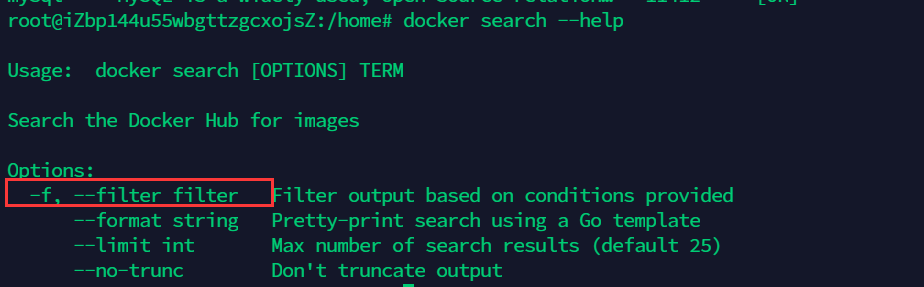 root@iZbp144u55wbgttzgcxojsZ:/home# docker search --help
Usage:  docker search [OPTIONS] TERM
Search the Docker Hub for images
Options:
  -f, --filter filter   Filter output based on conditions provided
      --format string   Pretty-print search using a Go template
      --limit int       Max number of search results (default 25)
      --no-trunc        Don't truncate output